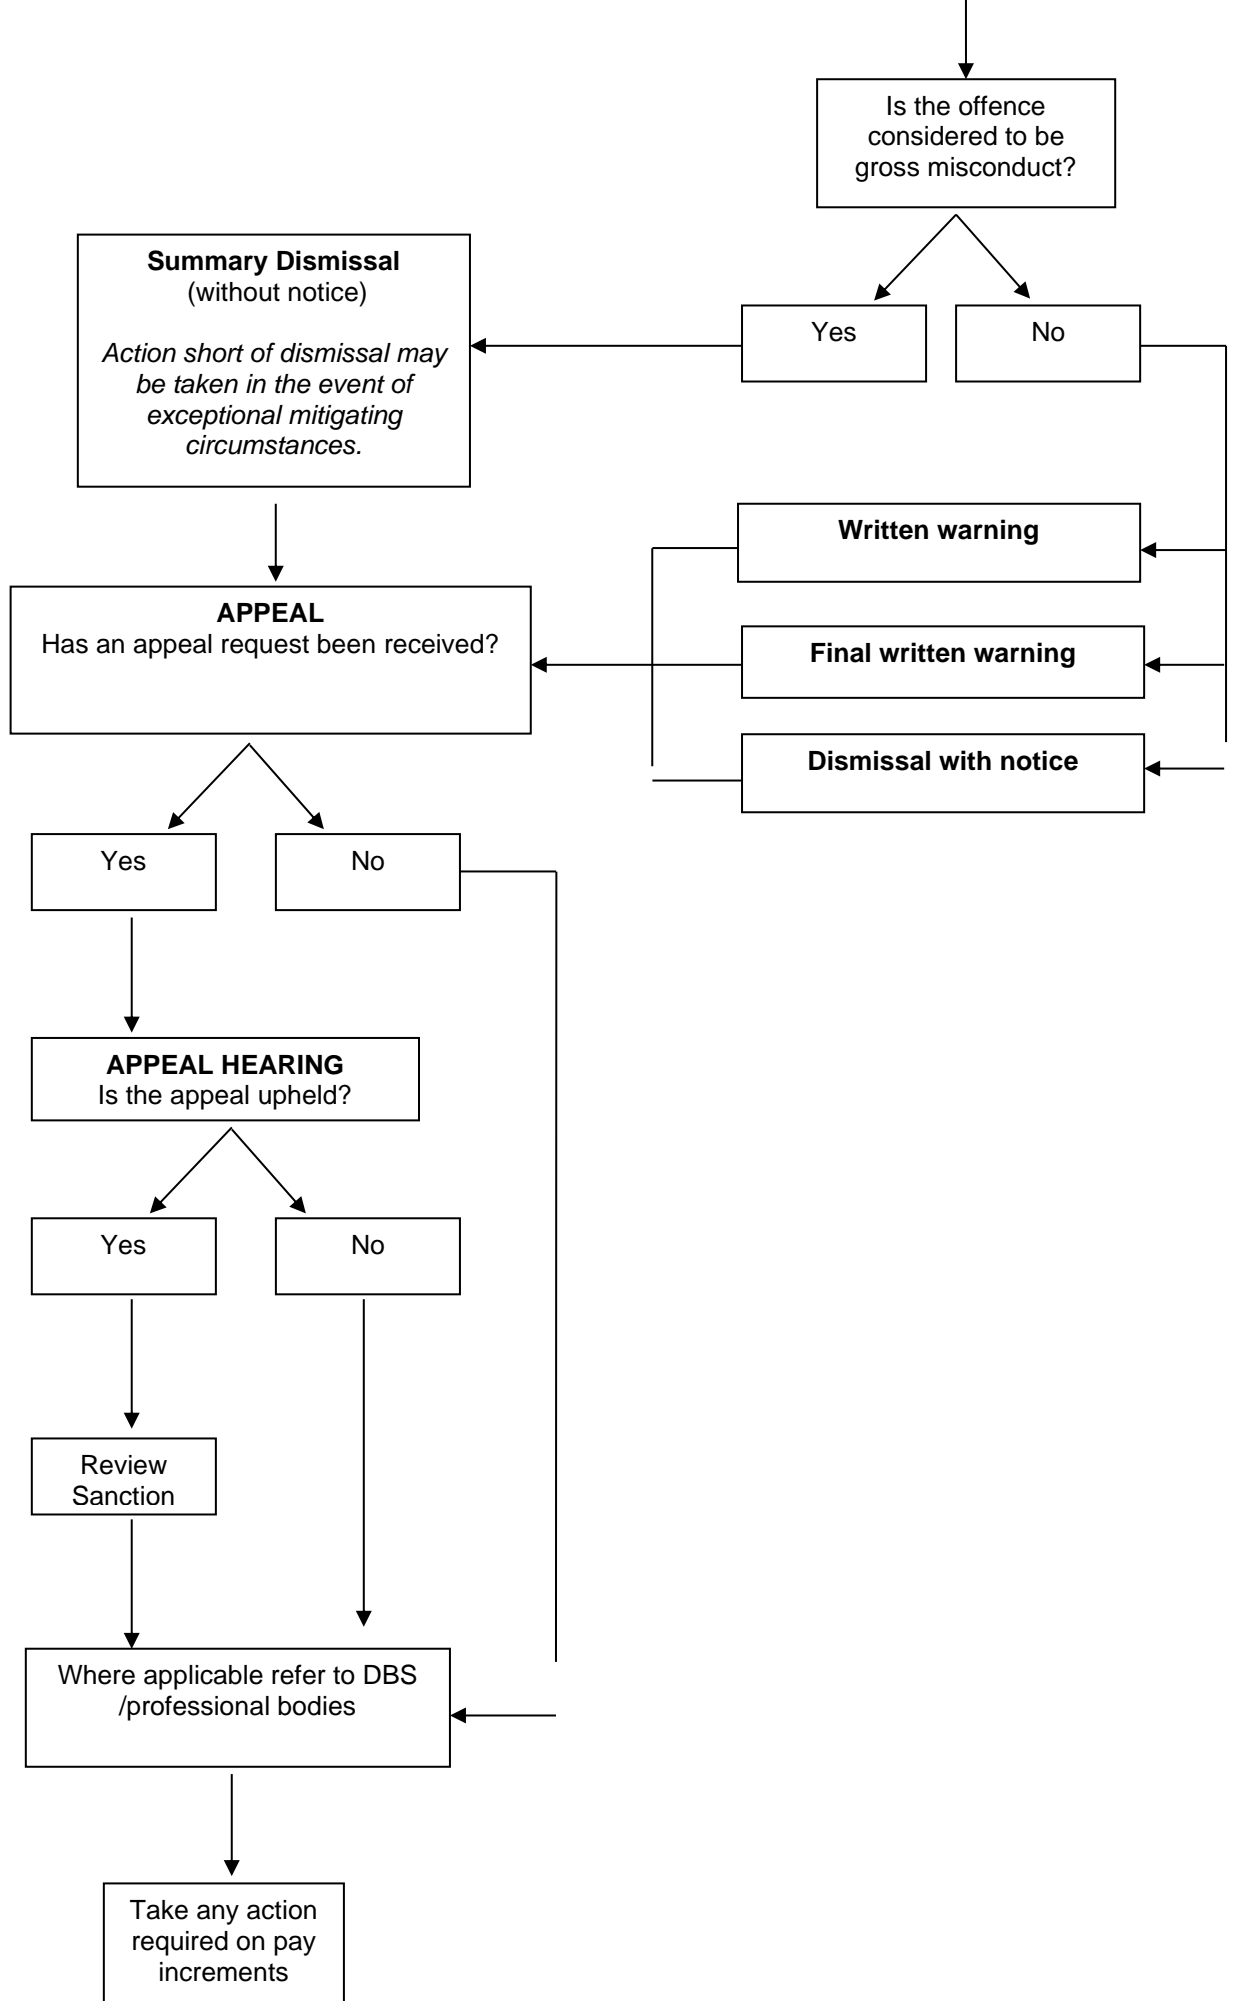 Is the offence
considered to be
gross misconduct?
Summary Dismissal
(without notice)
Action short of dismissal may
be taken in the event of
exceptional mitigating
circumstances.
Yes
No
Written warning
APPEAL
Has an appeal request been received?
Final written warning
Dismissal with notice
Yes
No
APPEAL HEARING
Is the appeal upheld?
Yes
No
Review
Sanction
Where applicable refer to DBS
/professional bodies
Take any action
required on pay
increments